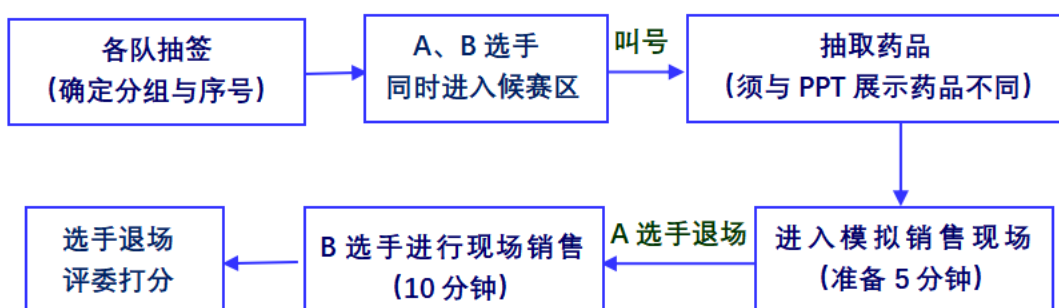 各队抽签
(确定分组与序号)
A、B 选手
同时进入候赛区
叫号
抽取药品
(须与 PPT 展示药品不同)
进入模拟销售现场
(准备 5 分钟)
A 选手退场
B 选手进行现场销售
(10 分钟)
选手退场
评委打分